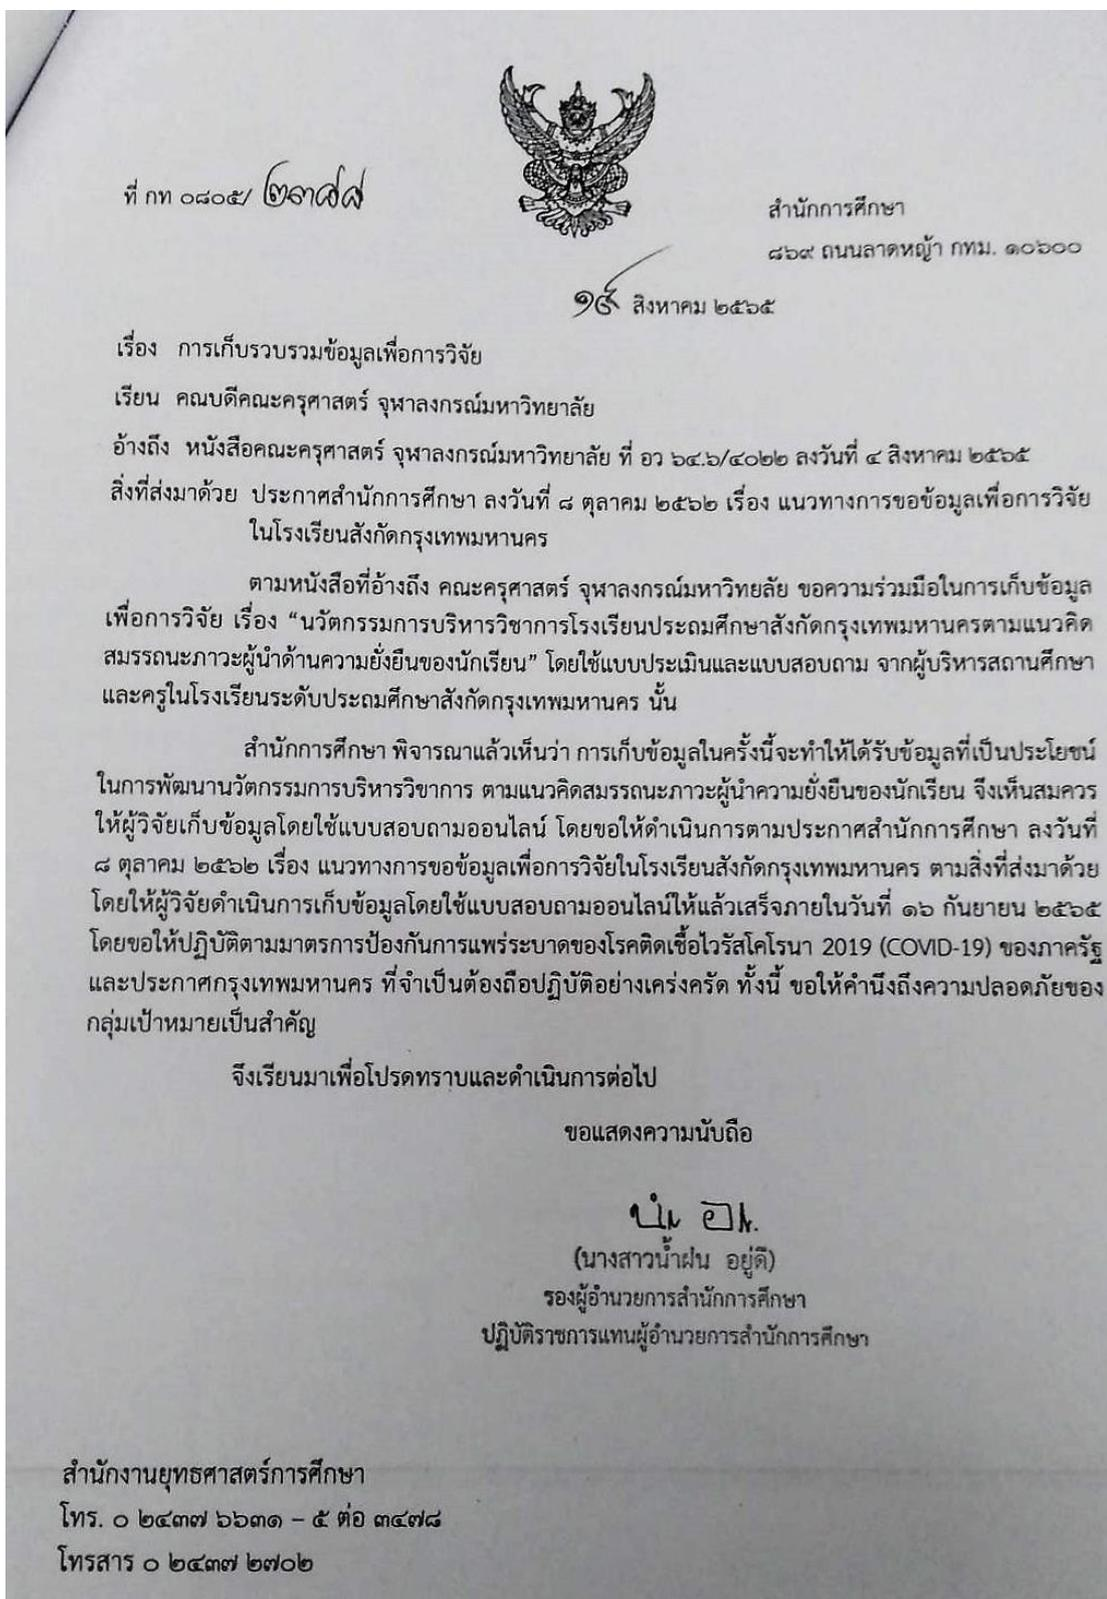 ที่ กท ๐๘๐๕/
สำนักการศึกษา
๘๖๙ ถนนลาดหญ้า กทม. ๑๐๖๐๐
๑๙ สิงหาคม ๒๕๖๕
เรื่อง การเก็บรวบรวมข้อมูลเพื่อการวิจัย
เรียน คณบดีคณะครุศาสตร์ จุฬาลงกรณ์มหาวิทยาลัย
อ้างถึง หนังสือคณะครุศาสตร์ จุฬาลงกรณ์มหาวิทยาลัย ที่ อว ๖๔.๖/๔๐๒๒ ลงวันที่ ๔ สิงหาคม ๒๕๖๕
สิ่งที่ส่งมาด้วย ประกาศสำนักการศึกษา ลงวันที่ ๘ ตุลาคม ๒๕๖๒ เรื่อง แนวทางการขอข้อมูลเพื่อการวิจัย
ในโรงเรียนสังกัดกรุงเทพมหานคร
ตามหนังสือที่อ้างถึง คณะครุศาสตร์ จุฬาลงกรณ์มหาวิทยลัย ขอความร่วมมือในการเก็บข้อมูล
เพื่อการวิจัย เรื่อง “นวัตกรรมการบริหารวิชาการโรงเรียนประถมศึกษาสังกัดกรุงเทพมหานครตามแนวคิด
สมรรถนะภาวะผู้นำด้านความยั่งยืนของนักเรียน” โดยใช้แบบประเมินและแบบสอบถาม จากผู้บริหารสถานศึกษา
และครูในโรงเรียนระดับประถมศึกษาสังกัดกรุงเทพมหานคร นั้น
สำนักการศึกษา พิจารณาแล้วเห็นว่า การเก็บข้อมูลในครั้งนี้จะทำให้ได้รับข้อมูลที่เป็นประโยชน์
ในการพัฒนานวัตกรรมการบริหารวิขาการ ตามแนวคิดสมรรถนะภาวะผู้นำความยั่งยืนของนักเรียน จึงเห็นสมควร
ให้ผู้วิจัยเก็บข้อมูลโดยใช้แบบสอบถามออนไลน์ โดยขอให้ดำเนินการตามประกาศสำนักการศึกษา ลงวันที่
๘ ตุลาคม ๒๕๖๒ เรื่อง แนวทางการขอข้อมูลเพื่อการวิจัยในโรงเรียนสังกัดกรุงเทพมหานคร ตามสิ่งที่ส่งมาด้วย
โดยให้ผู้วิจัยดำเนินการเก็บข้อมูลโดยใช้แบบสอบถามออนไลน์ให้แล้วเสร็จภายในวันที่ ๑๖ กันยายน ๒๕๖๕
โดยขอให้ปฏิบัติตามมาตรการป้องกันการแพร่ระบาดของโรคติดเชื้อไวรัสโคโรนา 2019 (COVID-19) ของภาครัฐ
และประกาศกรุงเทพมหานคร ที่จำเป็นต้องถือปฏิบัติอย่างเคร่งครัด ทั้งนี้ ขอให้คำนึงถึงความปลอดภัยของ
กลุ่มเป้าหมายเป็นสำคัญ
จึงเรียนมาเพื่อโปรดทราบและดำเนินการต่อไป
ขอแสดงความนับถือ
(นางสาวน้ำฝน อยู่ดี)
รองผู้อำนวยการสำนักการศึกษา
ปฏิบัติราชการแทนผู้อำนวยการสำนักการศึกษา
สำนักงานยุทธศาสตร์การศึกษา
โทร. ๐ ๒๔๓๗ ๖๖๓๑ – ๕ ต่อ ๓๔๗๘
โทรสาร ๐ ๒๔๓๗ ๒๗๐๒